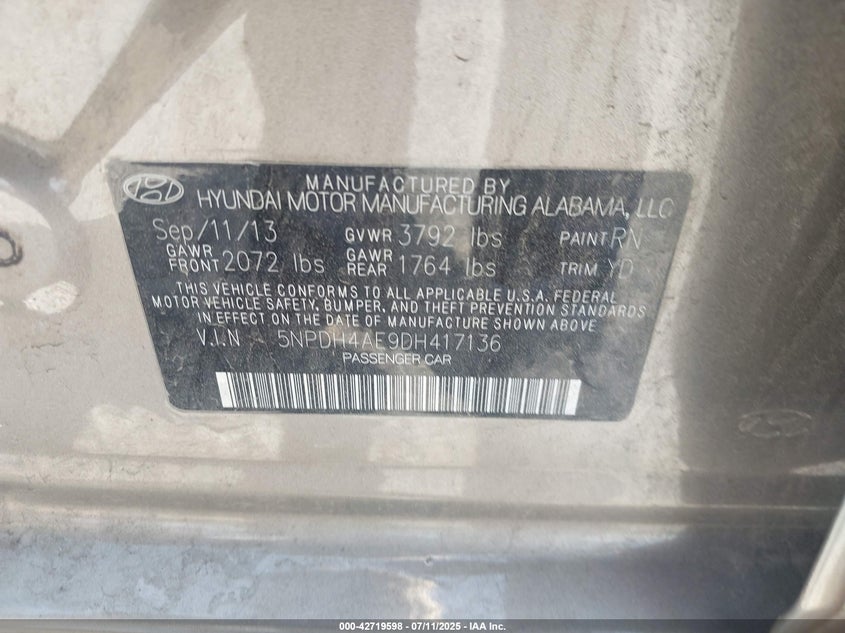 MANUFACTURED BY
HYUNDAI MOTOR MANUFACTURING ALABAMA, LLC
Sep/11/13 GVWR 3792 lbs PAINT RN
GAWR FRONT 2072 lbs GAWR REAR 1764 lbs TRIM YD
THIS VEHICLE CONFORMS TO ALL APPLICABLE U.S.A. FEDERAL
MOTOR VEHICLE SAFETY, BUMPER, AND THEFT PREVENTION STANDARDS
IN EFFECT ON THE DATE OF MANUFACTURE SHOWN ABOVE.
V.I.N 5NPDH4AE9DH417136
PASSENGER CAR
000-42719598 - 07/11/2025 - IAA Inc.